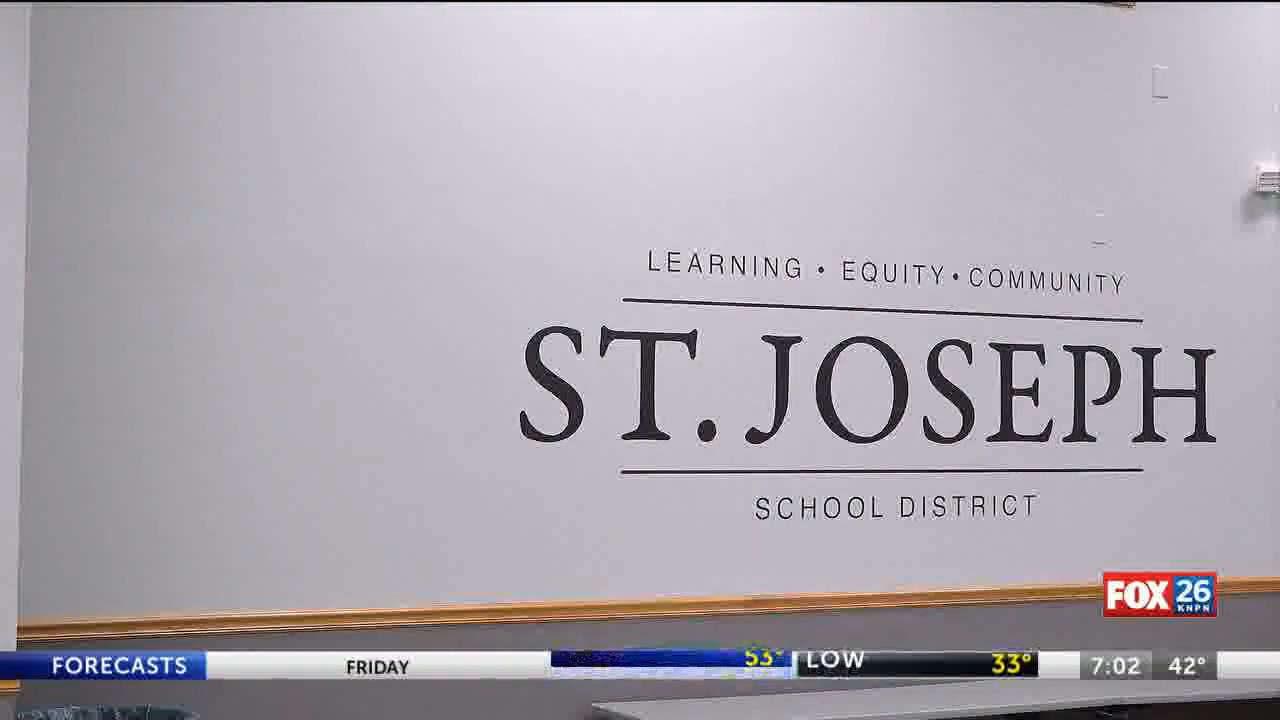 LEARNING • EQUITY • COMMUNITY
ST. JOSEPH
SCHOOL DISTRICT
FOX 26
KNPN
FORECASTS FRIDAY 53° LOW 33° 7:02 42°